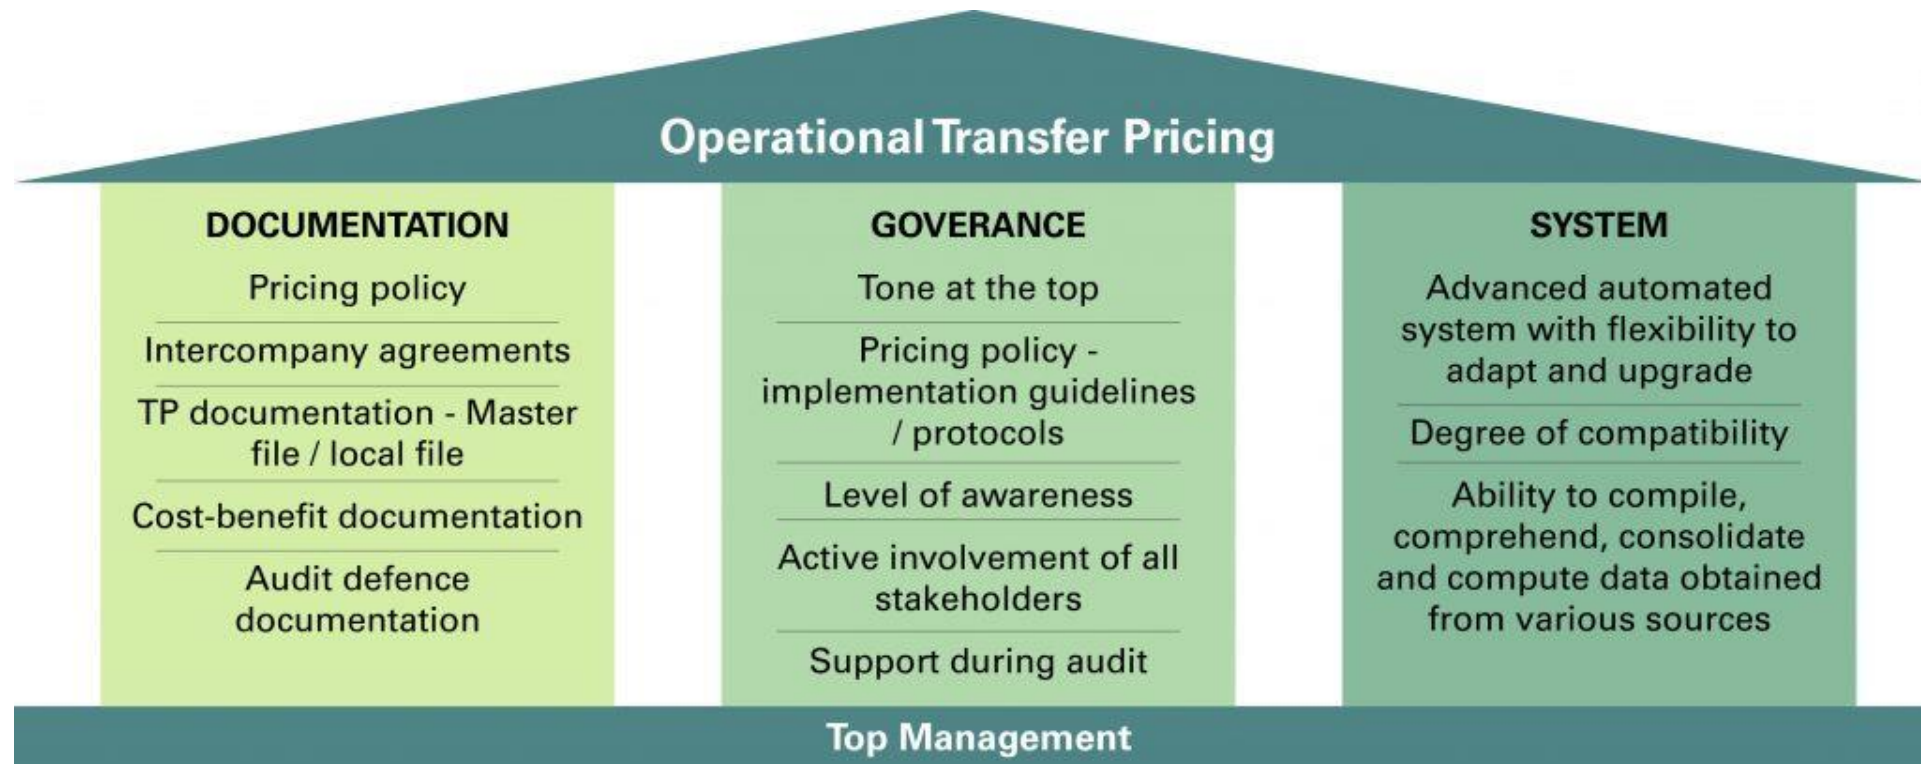 Operational Transfer Pricing
DOCUMENTATION
Pricing policy
Intercompany agreements
TP documentation - Master
file / local file
Cost-benefit documentation
Audit defence
documentation
GOVERANCE
Tone at the top
Pricing policy -
implementation guidelines
/ protocols
Level of awareness
Active involvement of all
stakeholders
Support during audit
SYSTEM
Advanced automated
system with flexibility to
adapt and upgrade
Degree of compatibility
Ability to compile,
comprehend, consolidate
and compute data obtained
from various sources
Top Management